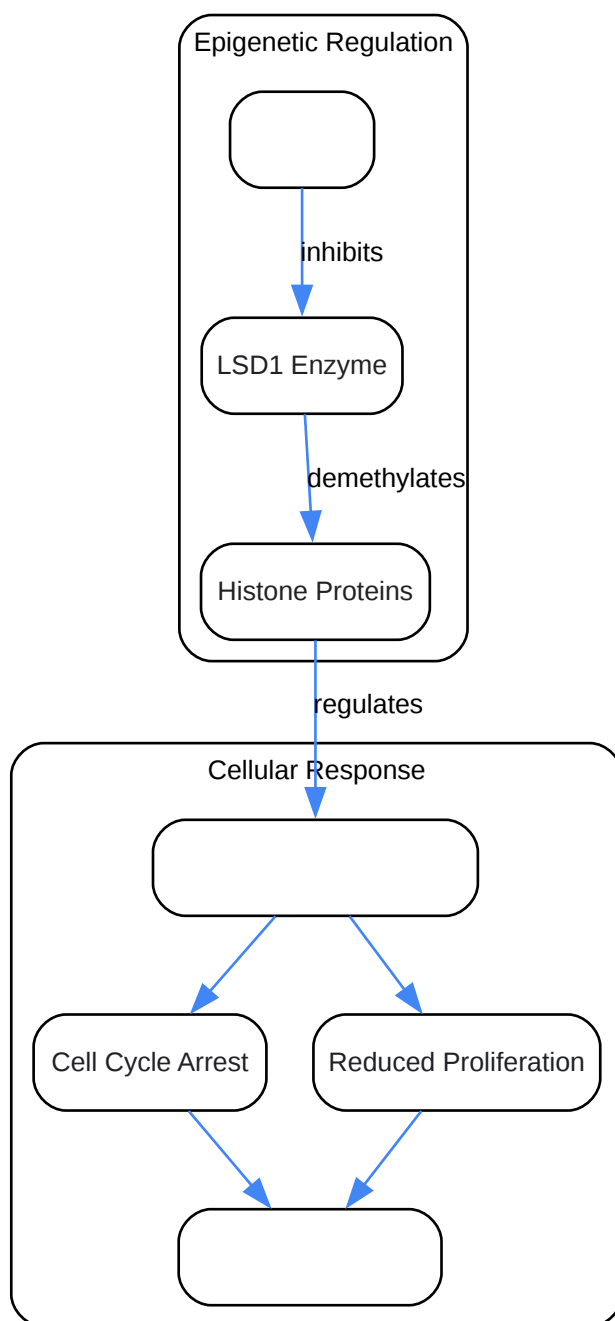 Epigenetic Regulation
inhibits
LSD1 Enzyme
demethylates
Histone Proteins
regulates
Cellular Response
Cell Cycle Arrest
Reduced Proliferation